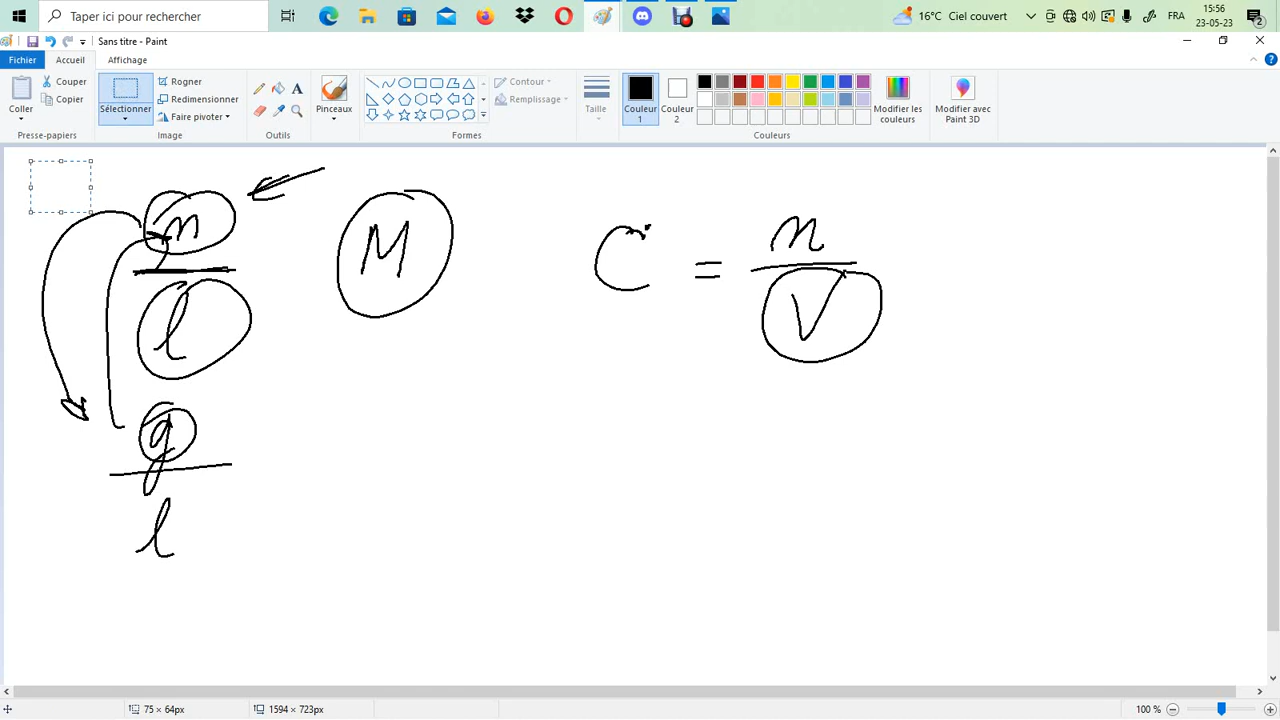 Taper ici pour rechercher
16°C Ciel couvert
FRA
15:56
23-05-23
2
Sans titre - Paint
Fichier
Accueil
Affichage
Coller
Couper
Copier
Presse-papiers
Sélectionner
Rogner
Redimensionner
Faire pivoter
Image
A
Outils
Pinceaux
Contour
Remplissage
Formes
Taille
Couleur 1
Couleur 2
Modifier les couleurs
Couleurs
Modifier avec Paint 3D
n
l
M
C = n
V
g
l
75 × 64px
1594 × 723px
100 %